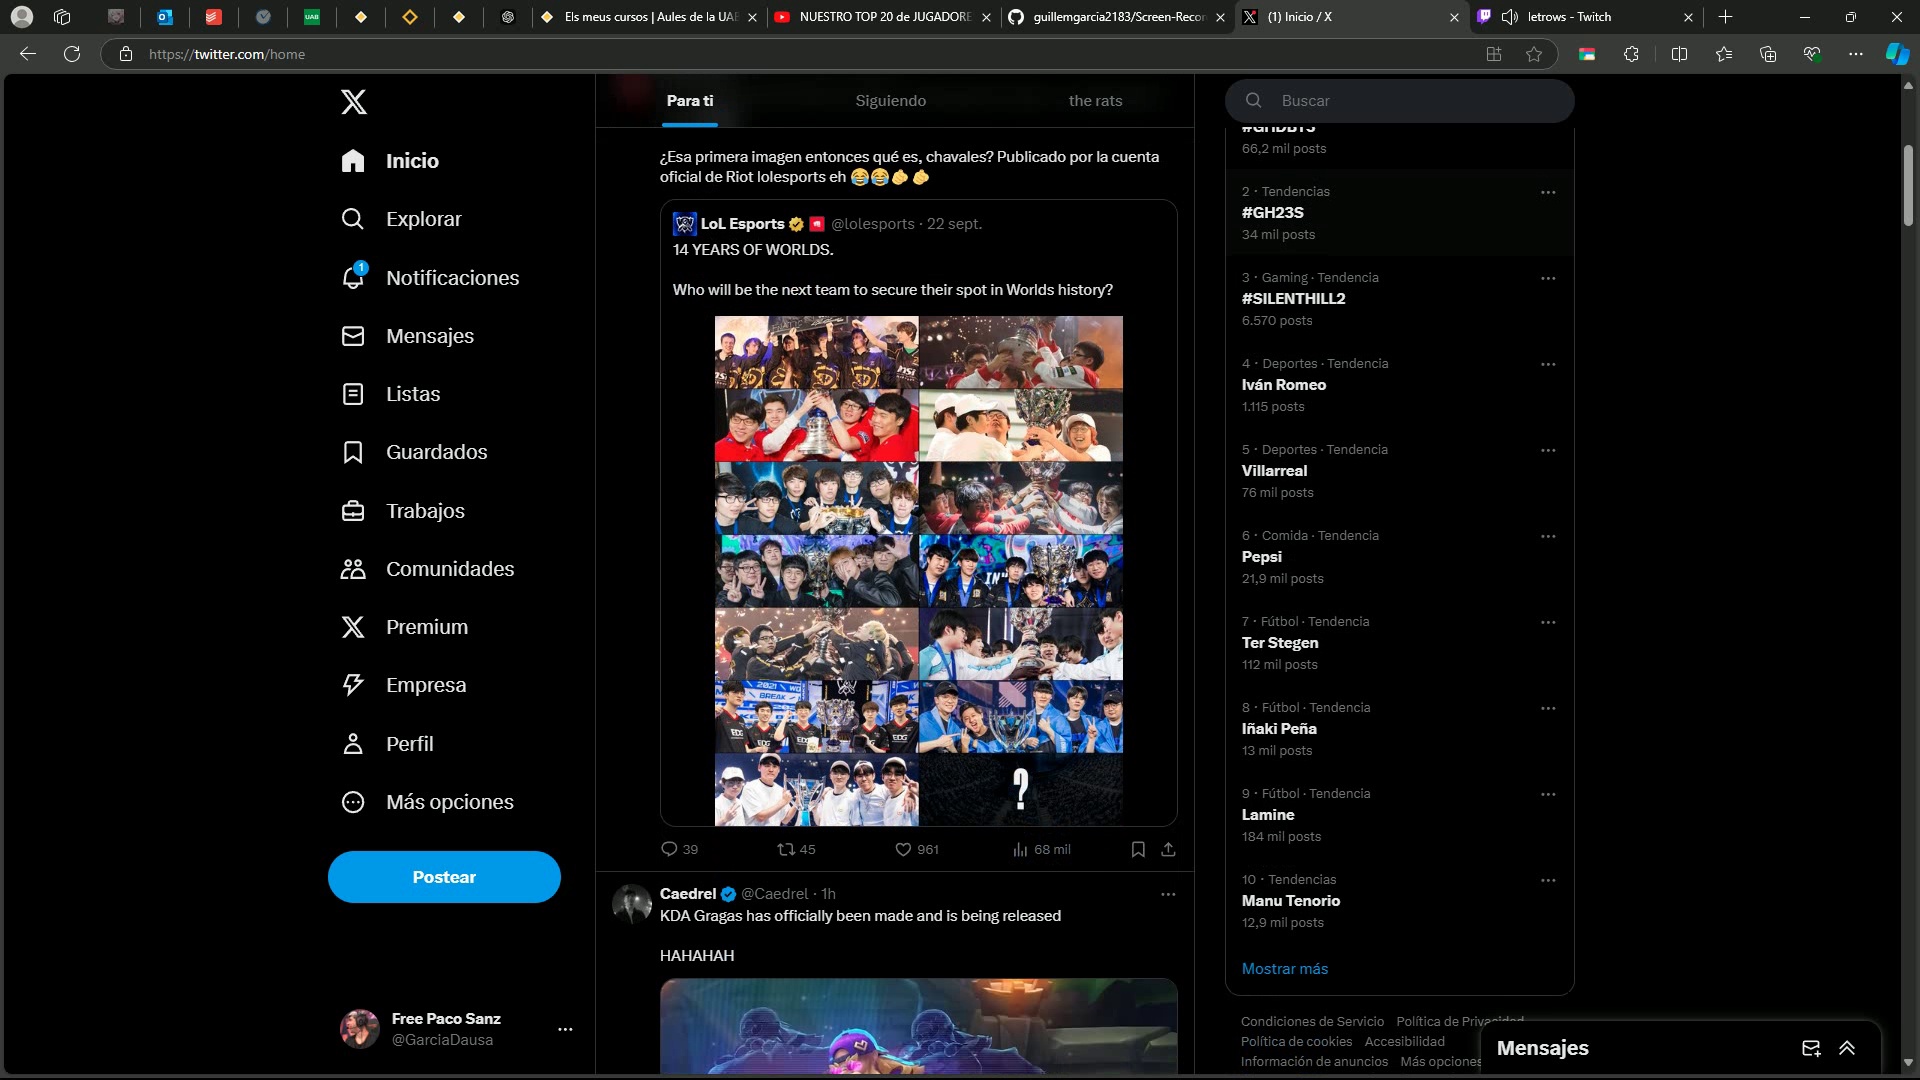 Els meus cursos | Aules de la UAB
NUESTRO TOP 20 de JUGADORE
guillemgarcia2183/Screen-Recor
(1) Inicio / X
letrows - Twitch
https://twitter.com/home
Inicio
Explorar
1
Notificaciones
Mensajes
Listas
Guardados
Trabajos
Comunidades
Premium
Empresa
Perfil
Más opciones
Postear
Free Paco Sanz
@GarciaDausa
Para ti
Siguiendo
the rats
¿Esa primera imagen entonces qué es, chavales? Publicado por la cuenta
oficial de Riot lolesports eh 😂😂🫵🫵
LoL Esports @lolesports · 22 sept.
14 YEARS OF WORLDS.
Who will be the next team to secure their spot in Worlds history?
2021
BREAK
EDG
EDG
EDG
?
39
45
961
68 mil
Caedrel @Caedrel · 1h
KDA Gragas has officially been made and is being released
HAHAHAH
Buscar
66,2 mil posts
2 · Tendencias
#GH23S
34 mil posts
3 · Gaming · Tendencia
#SILENTHILL2
6.570 posts
4 · Deportes · Tendencia
Iván Romeo
1.115 posts
5 · Deportes · Tendencia
Villarreal
76 mil posts
6 · Comida · Tendencia
Pepsi
21,9 mil posts
7 · Fútbol · Tendencia
Ter Stegen
112 mil posts
8 · Fútbol · Tendencia
Iñaki Peña
13 mil posts
9 · Fútbol · Tendencia
Lamine
184 mil posts
10 · Tendencias
Manu Tenorio
12,9 mil posts
Mostrar más
Condiciones de Servicio Política de Privacidad
Política de cookies Accesibilidad
Información de anuncios Más opciones
Mensajes